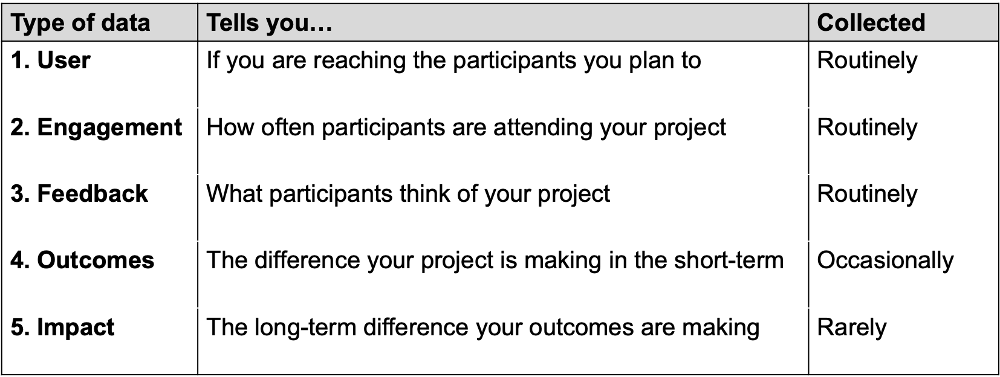 Type of data Tells you… Collected
1. User If you are reaching the participants you plan to Routinely
2. Engagement How often participants are attending your project Routinely
3. Feedback What participants think of your project Routinely
4. Outcomes The difference your project is making in the short-term Occasionally
5. Impact The long-term difference your outcomes are making Rarely